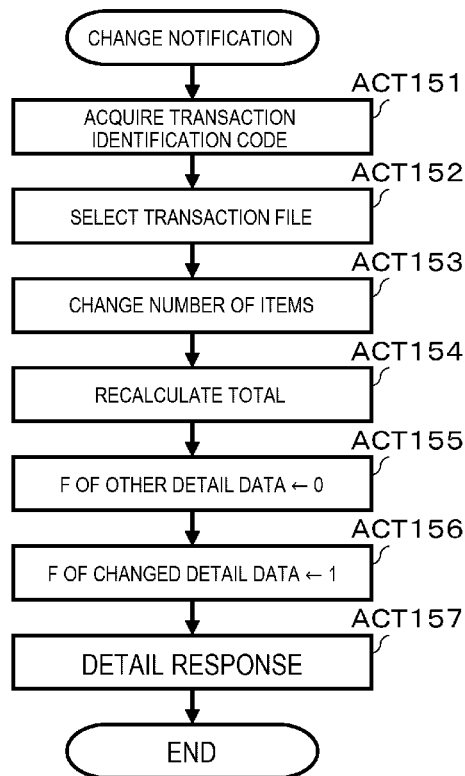 CHANGE NOTIFICATION
ACT151
ACQUIRE TRANSACTION
IDENTIFICATION CODE
ACT152
SELECT TRANSACTION FILE
ACT153
CHANGE NUMBER OF ITEMS
ACT154
RECALCULATE TOTAL
ACT155
F OF OTHER DETAIL DATA ← 0
ACT156
F OF CHANGED DETAIL DATA ← 1
ACT157
DETAIL RESPONSE
END